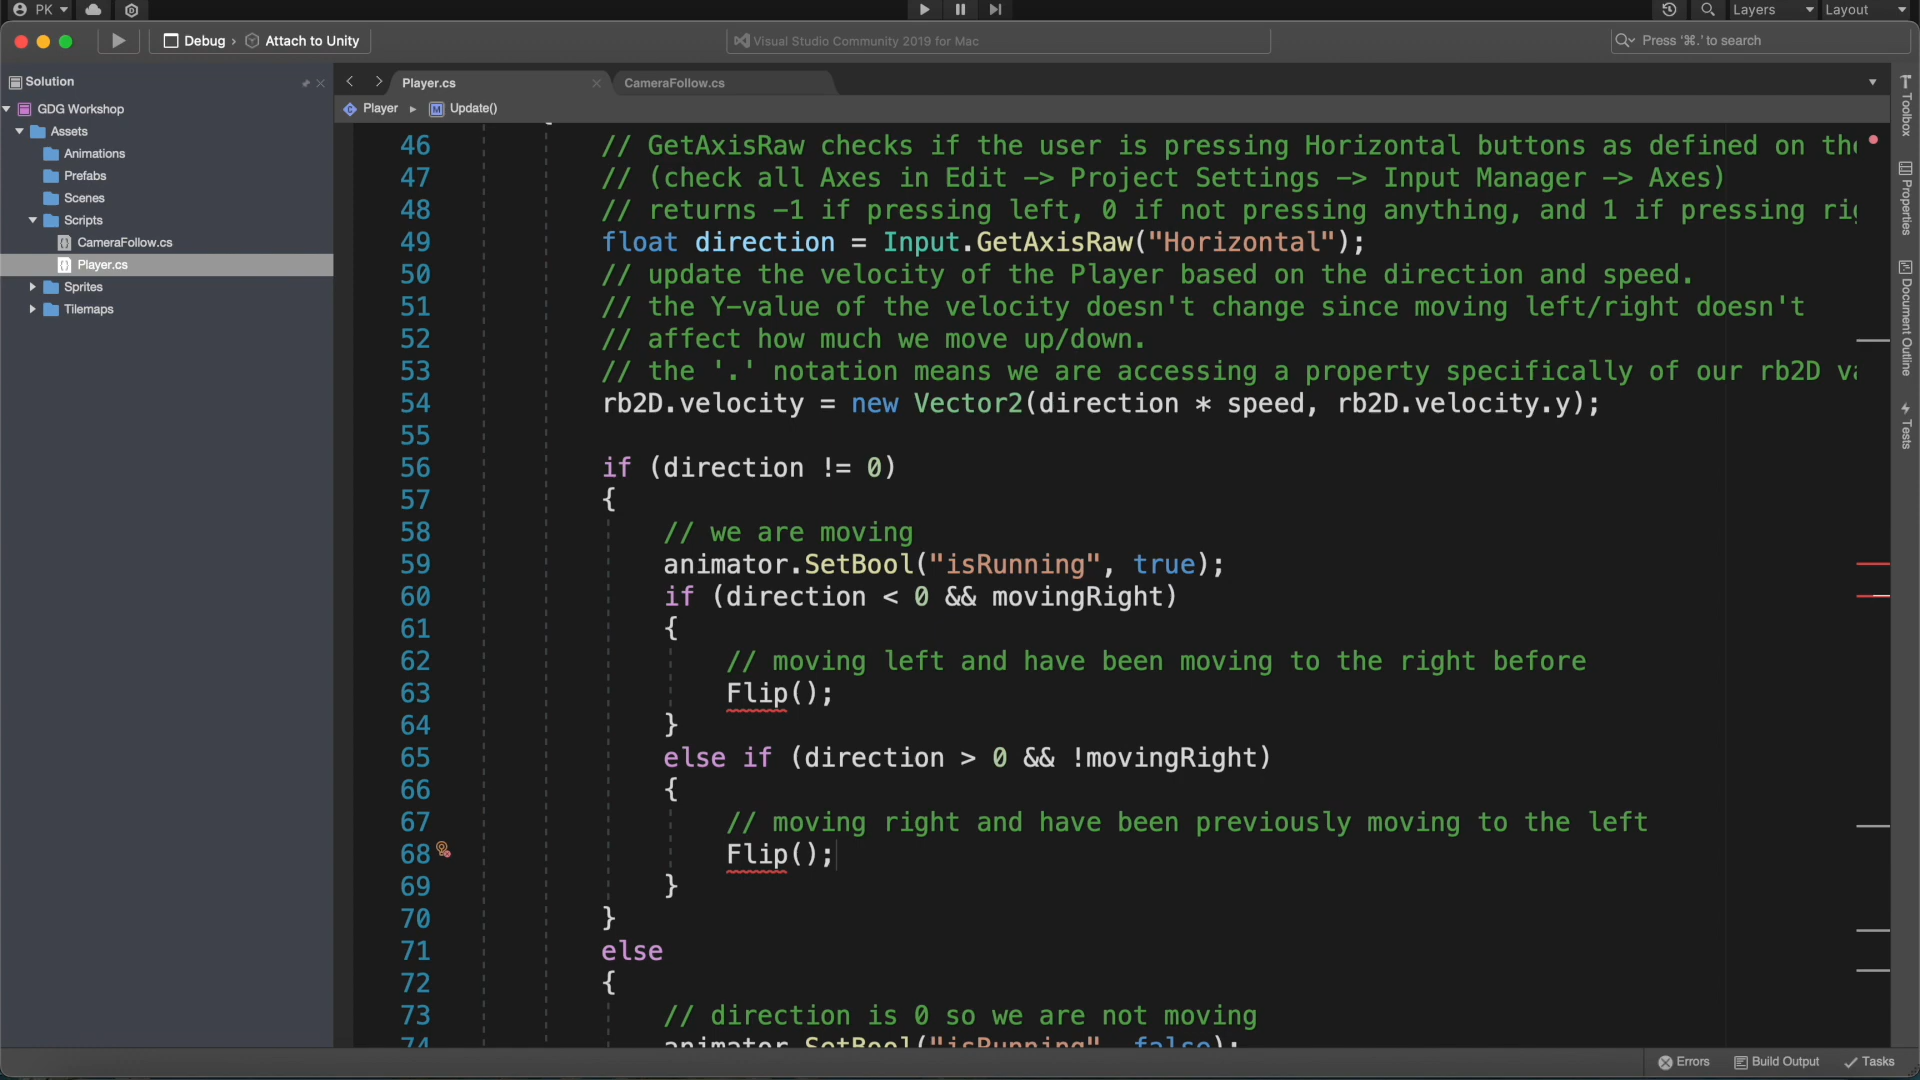 PK
Layers
Layout
Debug › Attach to Unity
Visual Studio Community 2019 for Mac
Press '⌘.' to search
Solution
GDG Workshop
Assets
Animations
Prefabs
Scenes
Scripts
CameraFollow.cs
Player.cs
Sprites
Tilemaps
Player.cs
CameraFollow.cs
Player ▸ Update()
46 // GetAxisRaw checks if the user is pressing Horizontal buttons as defined on the
47 // (check all Axes in Edit -> Project Settings -> Input Manager -> Axes)
48 // returns -1 if pressing left, 0 if not pressing anything, and 1 if pressing rig
49 float direction = Input.GetAxisRaw("Horizontal");
50 // update the velocity of the Player based on the direction and speed.
51 // the Y-value of the velocity doesn't change since moving left/right doesn't
52 // affect how much we move up/down.
53 // the '.' notation means we are accessing a property specifically of our rb2D va
54 rb2D.velocity = new Vector2(direction * speed, rb2D.velocity.y);
55
56 if (direction != 0)
57 {
58 // we are moving
59 animator.SetBool("isRunning", true);
60 if (direction < 0 && movingRight)
61 {
62 // moving left and have been moving to the right before
63 Flip();
64 }
65 else if (direction > 0 && !movingRight)
66 {
67 // moving right and have been previously moving to the left
68 Flip();
69 }
70 }
71 else
72 {
73 // direction is 0 so we are not moving
74 animator.SetBool("isRunning", false);
Toolbox
Properties
Document Outline
Tests
Errors
Build Output
Tasks